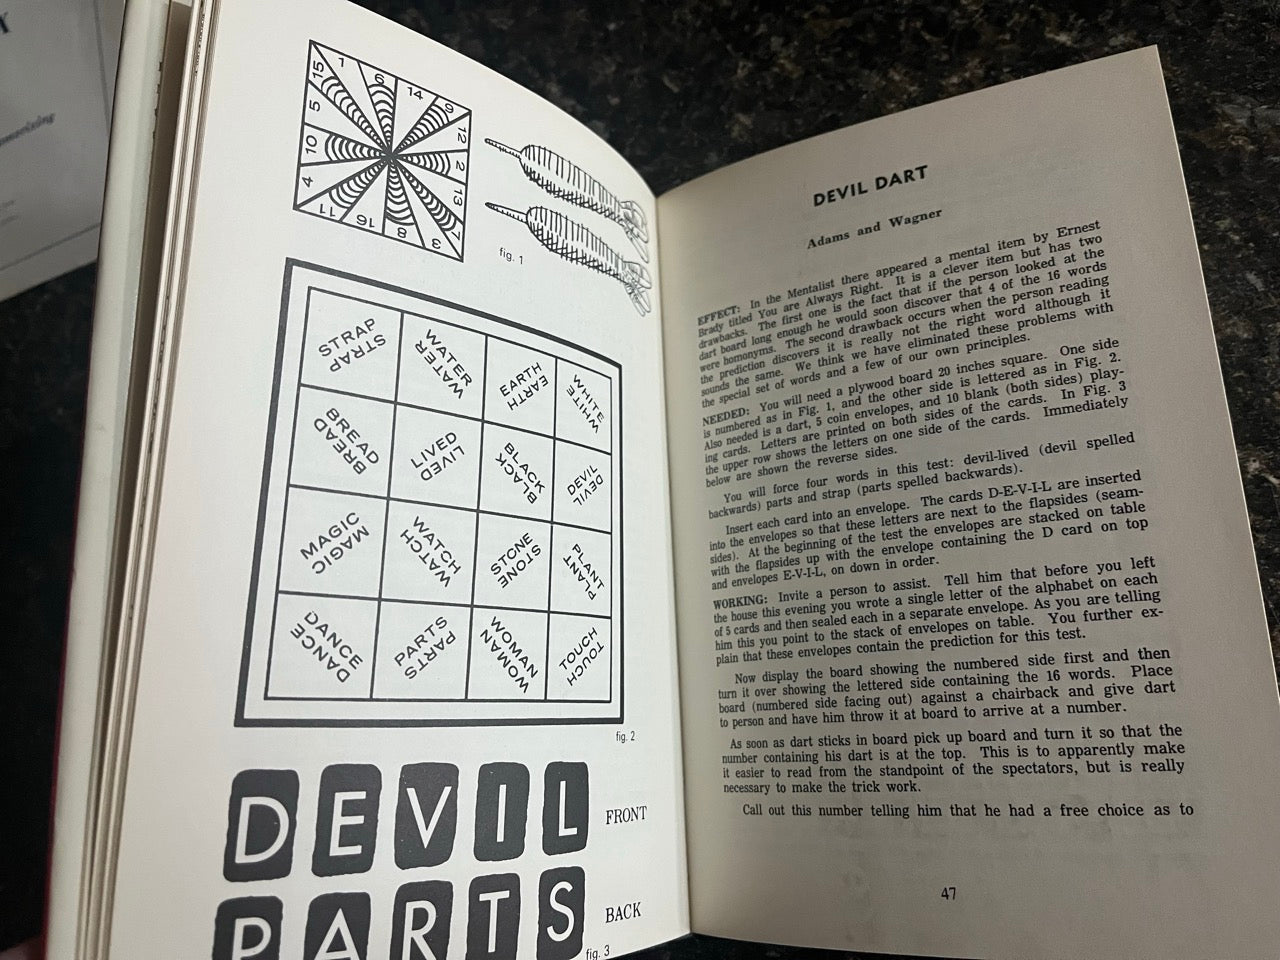 1
6
14
9
12
2
13
7
3
8
16
11
4
10
5
15
fig. 1
STRAP
STRAP
WATER
WATER
EARTH
EARTH
WHITE
WHITE
BREAD
BREAD
LIVED
LIVED
BLACK
BLACK
DEVIL
DEVIL
MAGIC
MAGIC
WATCH
WATCH
STONE
STONE
PLANT
PLANT
DANCE
DANCE
PARTS
PARTS
WOMAN
WOMAN
TOUCH
TOUCH
fig. 2
DEVIL FRONT
PARTS BACK
fig. 3
DEVIL DART
Adams and Wagner
EFFECT: In the Mentalist there appeared a mental item by Ernest
Brady titled You are Always Right. It is a clever item but has two
drawbacks. The first one is the fact that if the person looked at the
dart board long enough he would soon discover that 4 of the 16 words
were homonyms. The second drawback occurs when the person reading
the prediction discovers it is really not the right word although it
sounds the same. We think we have eliminated these problems with
the special set of words and a few of our own principles.
NEEDED: You will need a plywood board 20 inches square. One side
is numbered as in Fig. 1, and the other side is lettered as in Fig. 2.
Also needed is a dart, 5 coin envelopes, and 10 blank (both sides) play-
ing cards. Letters are printed on both sides of the cards. In Fig. 3
the upper row shows the letters on one side of the cards. Immediately
below are shown the reverse sides.
You will force four words in this test: devil-lived (devil spelled
backwards) parts and strap (parts spelled backwards).
Insert each card into an envelope. The cards D-E-V-I-L are inserted
into the envelopes so that these letters are next to the flapsides (seam-
sides). At the beginning of the test the envelopes are stacked on table
with the flapsides up with the envelope containing the D card on top
and envelopes E-V-I-L, on down in order.
WORKING: Invite a person to assist. Tell him that before you left
the house this evening you wrote a single letter of the alphabet on each
of 5 cards and then sealed each in a separate envelope. As you are telling
him this you point to the stack of envelopes on table. You further ex-
plain that these envelopes contain the prediction for this test.
Now display the board showing the numbered side first and then
turn it over showing the lettered side containing the 16 words. Place
board (numbered side facing out) against a chairback and give dart
to person and have him throw it at board to arrive at a number.
As soon as dart sticks in board pick up board and turn it so that the
number containing his dart is at the top. This is to apparently make
it easier to read from the standpoint of the spectators, but is really
necessary to make the trick work.
Call out this number telling him that he had a free choice as to
47